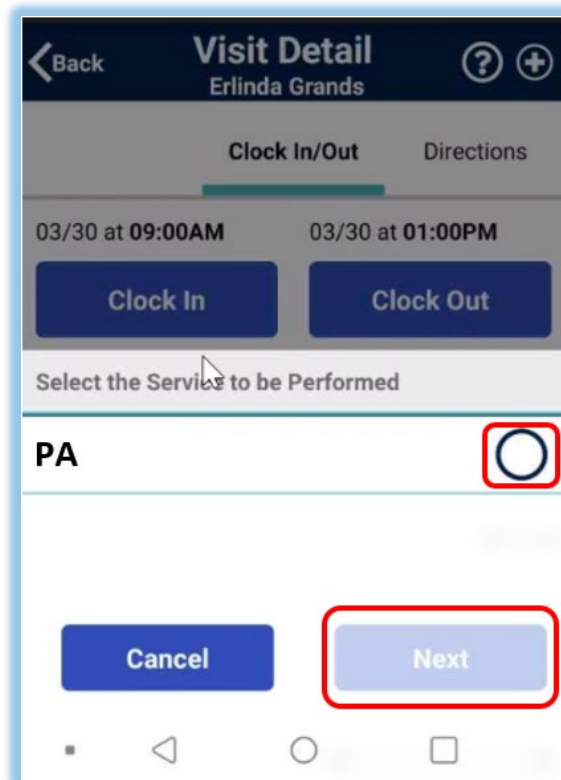 Back
Visit Detail
Erlinda Grands
Clock In/Out Directions
03/30 at 09:00AM 03/30 at 01:00PM
Clock In Clock Out
Select the Service to be Performed
PA
Cancel Next